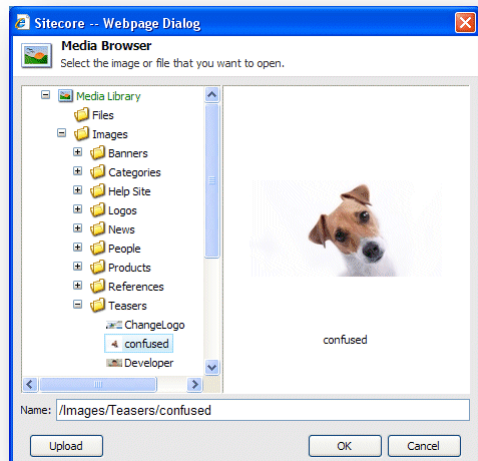 Sitecore -- Webpage Dialog
Media Browser
Select the image or file that you want to open.
Media Library
Files
Images
Banners
Categories
Help Site
Logos
News
People
Products
References
Teasers
ChangeLogo
confused
Developer
confused
Name: /Images/Teasers/confused
Upload OK Cancel